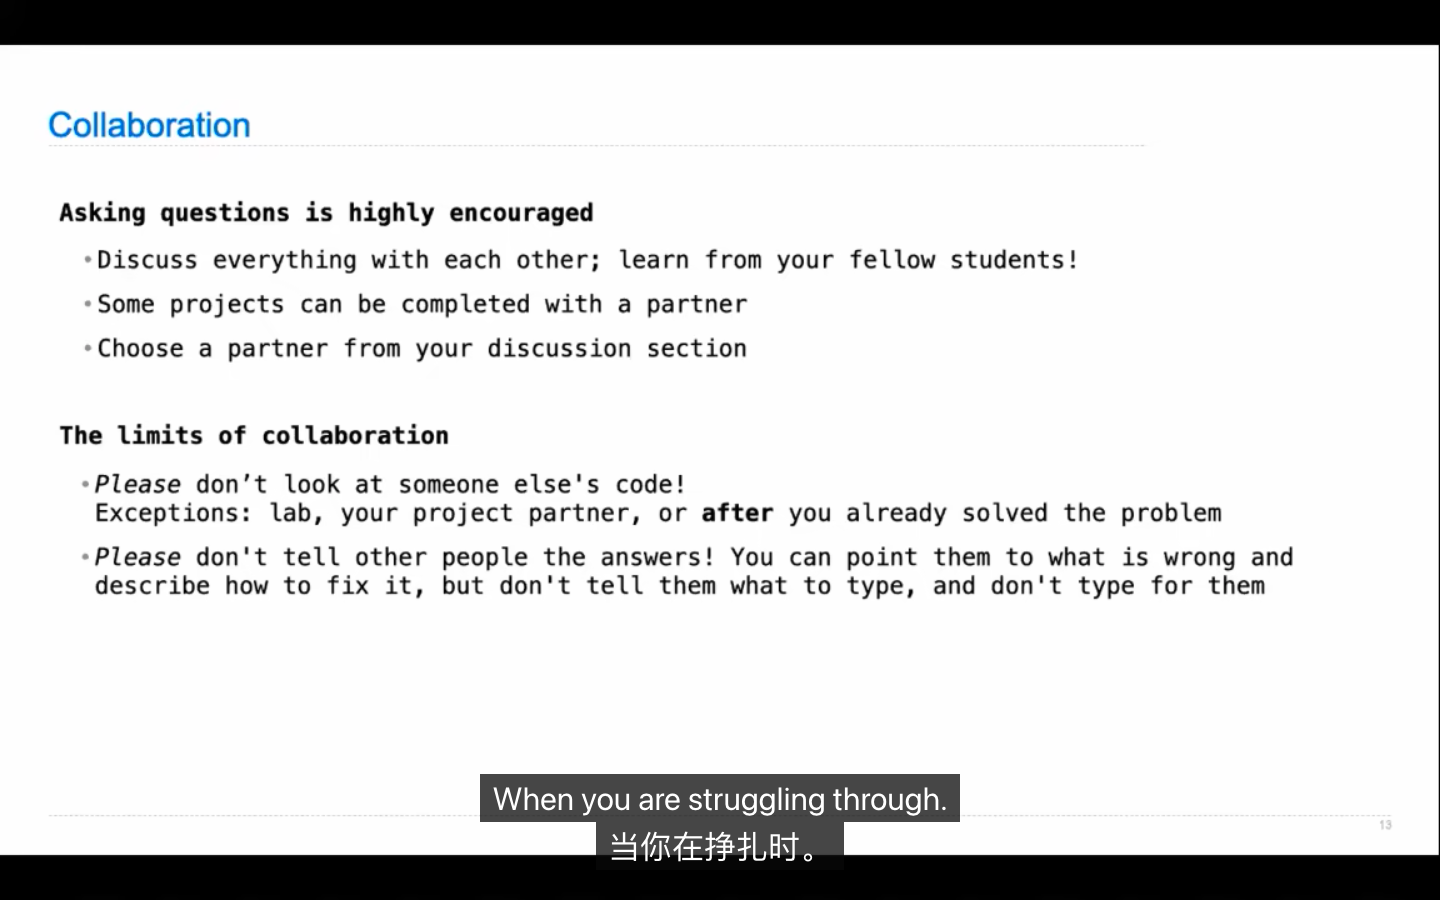 Collaboration
Asking questions is highly encouraged
•Discuss everything with each other; learn from your fellow students!
•Some projects can be completed with a partner
•Choose a partner from your discussion section
The limits of collaboration
•Please don’t look at someone else's code!
Exceptions: lab, your project partner, or after you already solved the problem
•Please don't tell other people the answers! You can point them to what is wrong and
describe how to fix it, but don't tell them what to type, and don't type for them
When you are struggling through.
13
当你在挣扎时。